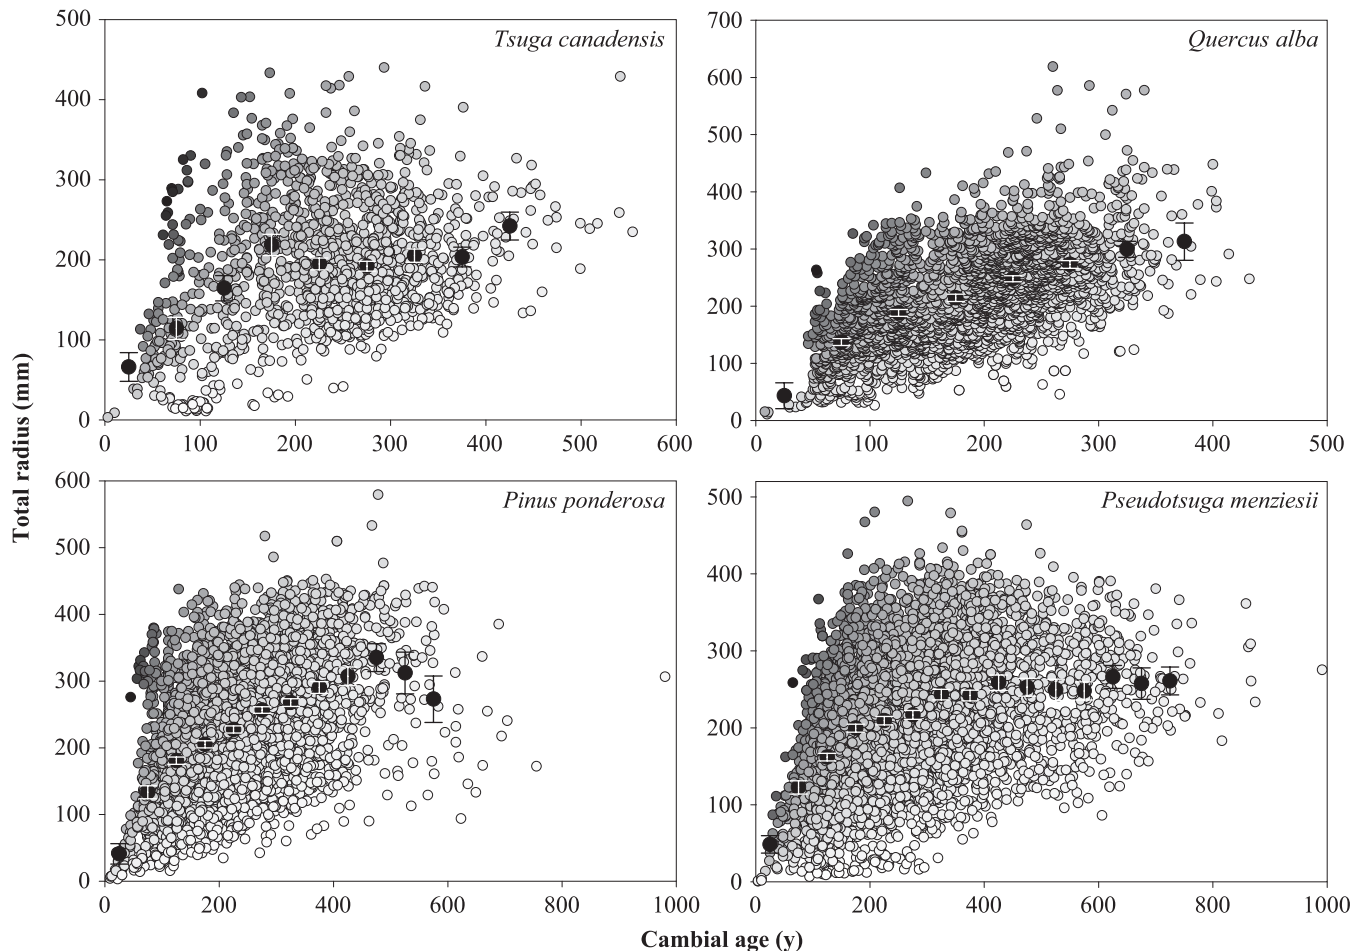 Tsuga canadensis
500
400
300
200
100
0
0 100 200 300 400 500 600
Quercus alba
700
600
500
400
300
200
100
0
0 100 200 300 400 500
Total radius (mm)
Pinus ponderosa
600
500
400
300
200
100
0
0 200 400 600 800 1000
Pseudotsuga menziesii
500
400
300
200
100
0
0 200 400 600 800 1000
Cambial age (y)